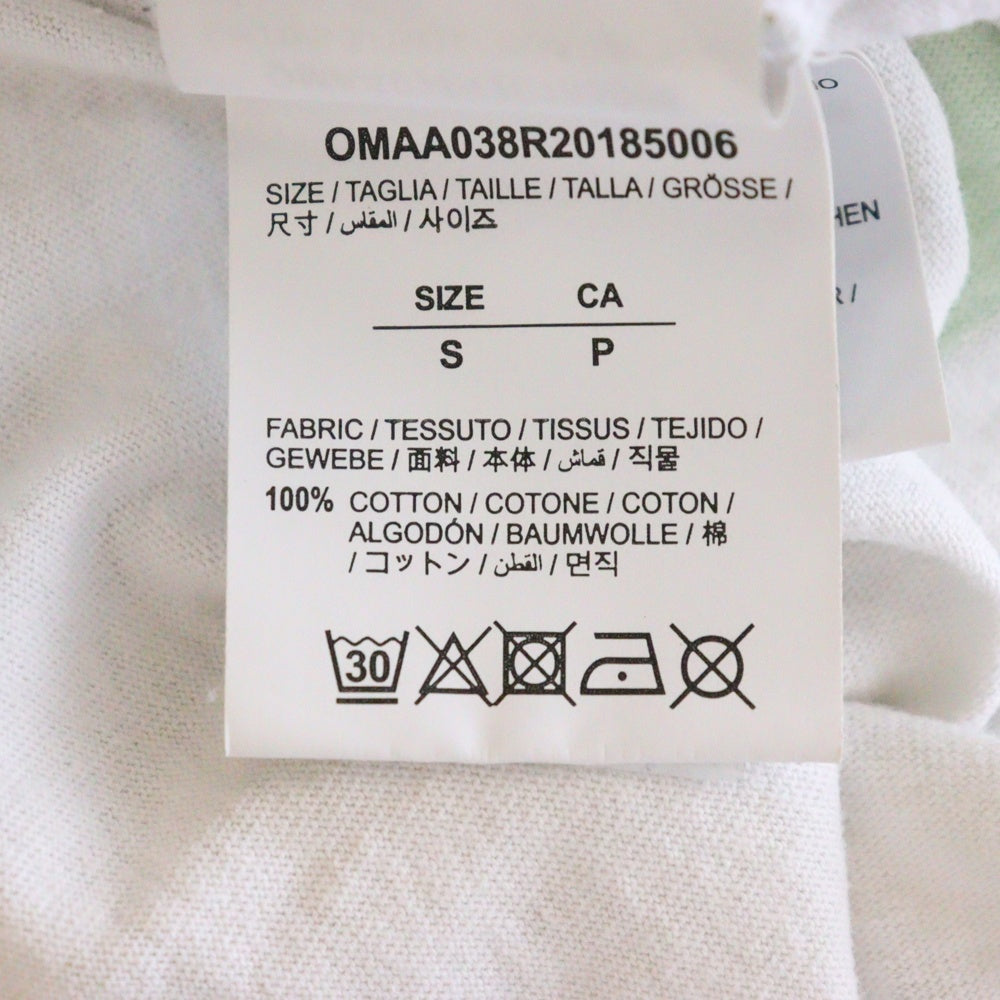 OMAA038R20185006
SIZE / TAGLIA / TAILLE / TALLA / GRÖSSE /
尺寸 / المقاس / 사이즈
SIZE CA
S P
FABRIC / TESSUTO / TISSUS / TEJIDO /
GEWEBE / 面料 / 本体 / قماش / 직물
100% COTTON / COTONE / COTON /
ALGODÓN / BAUMWOLLE / 棉
/ コットン / القطن / 면직
30